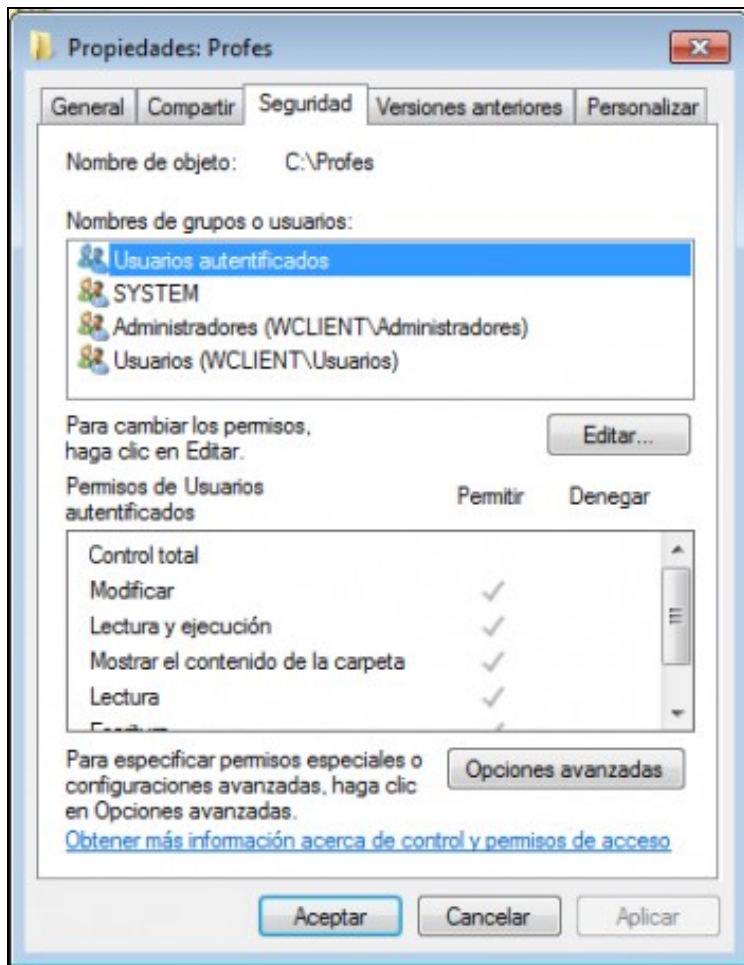 Propiedades: Profes
General Compartir Seguridad Versiones anteriores Personalizar
Nombre de objeto: C:\Profes
Nombres de grupos o usuarios:
Usuarios autentificados
SYSTEM
Administradores (WCLIENT\Administradores)
Usuarios (WCLIENT\Usuarios)
Para cambiar los permisos,
haga clic en Editar.
Editar...
Permisos de Usuarios
autentificados
Permitir Denegar
Control total
Modificar
Lectura y ejecución
Mostrar el contenido de la carpeta
Lectura
Para especificar permisos especiales o
configuraciones avanzadas, haga clic
en Opciones avanzadas.
Opciones avanzadas
Obtener más información acerca de control y permisos de acceso
Aceptar Cancelar Aplicar